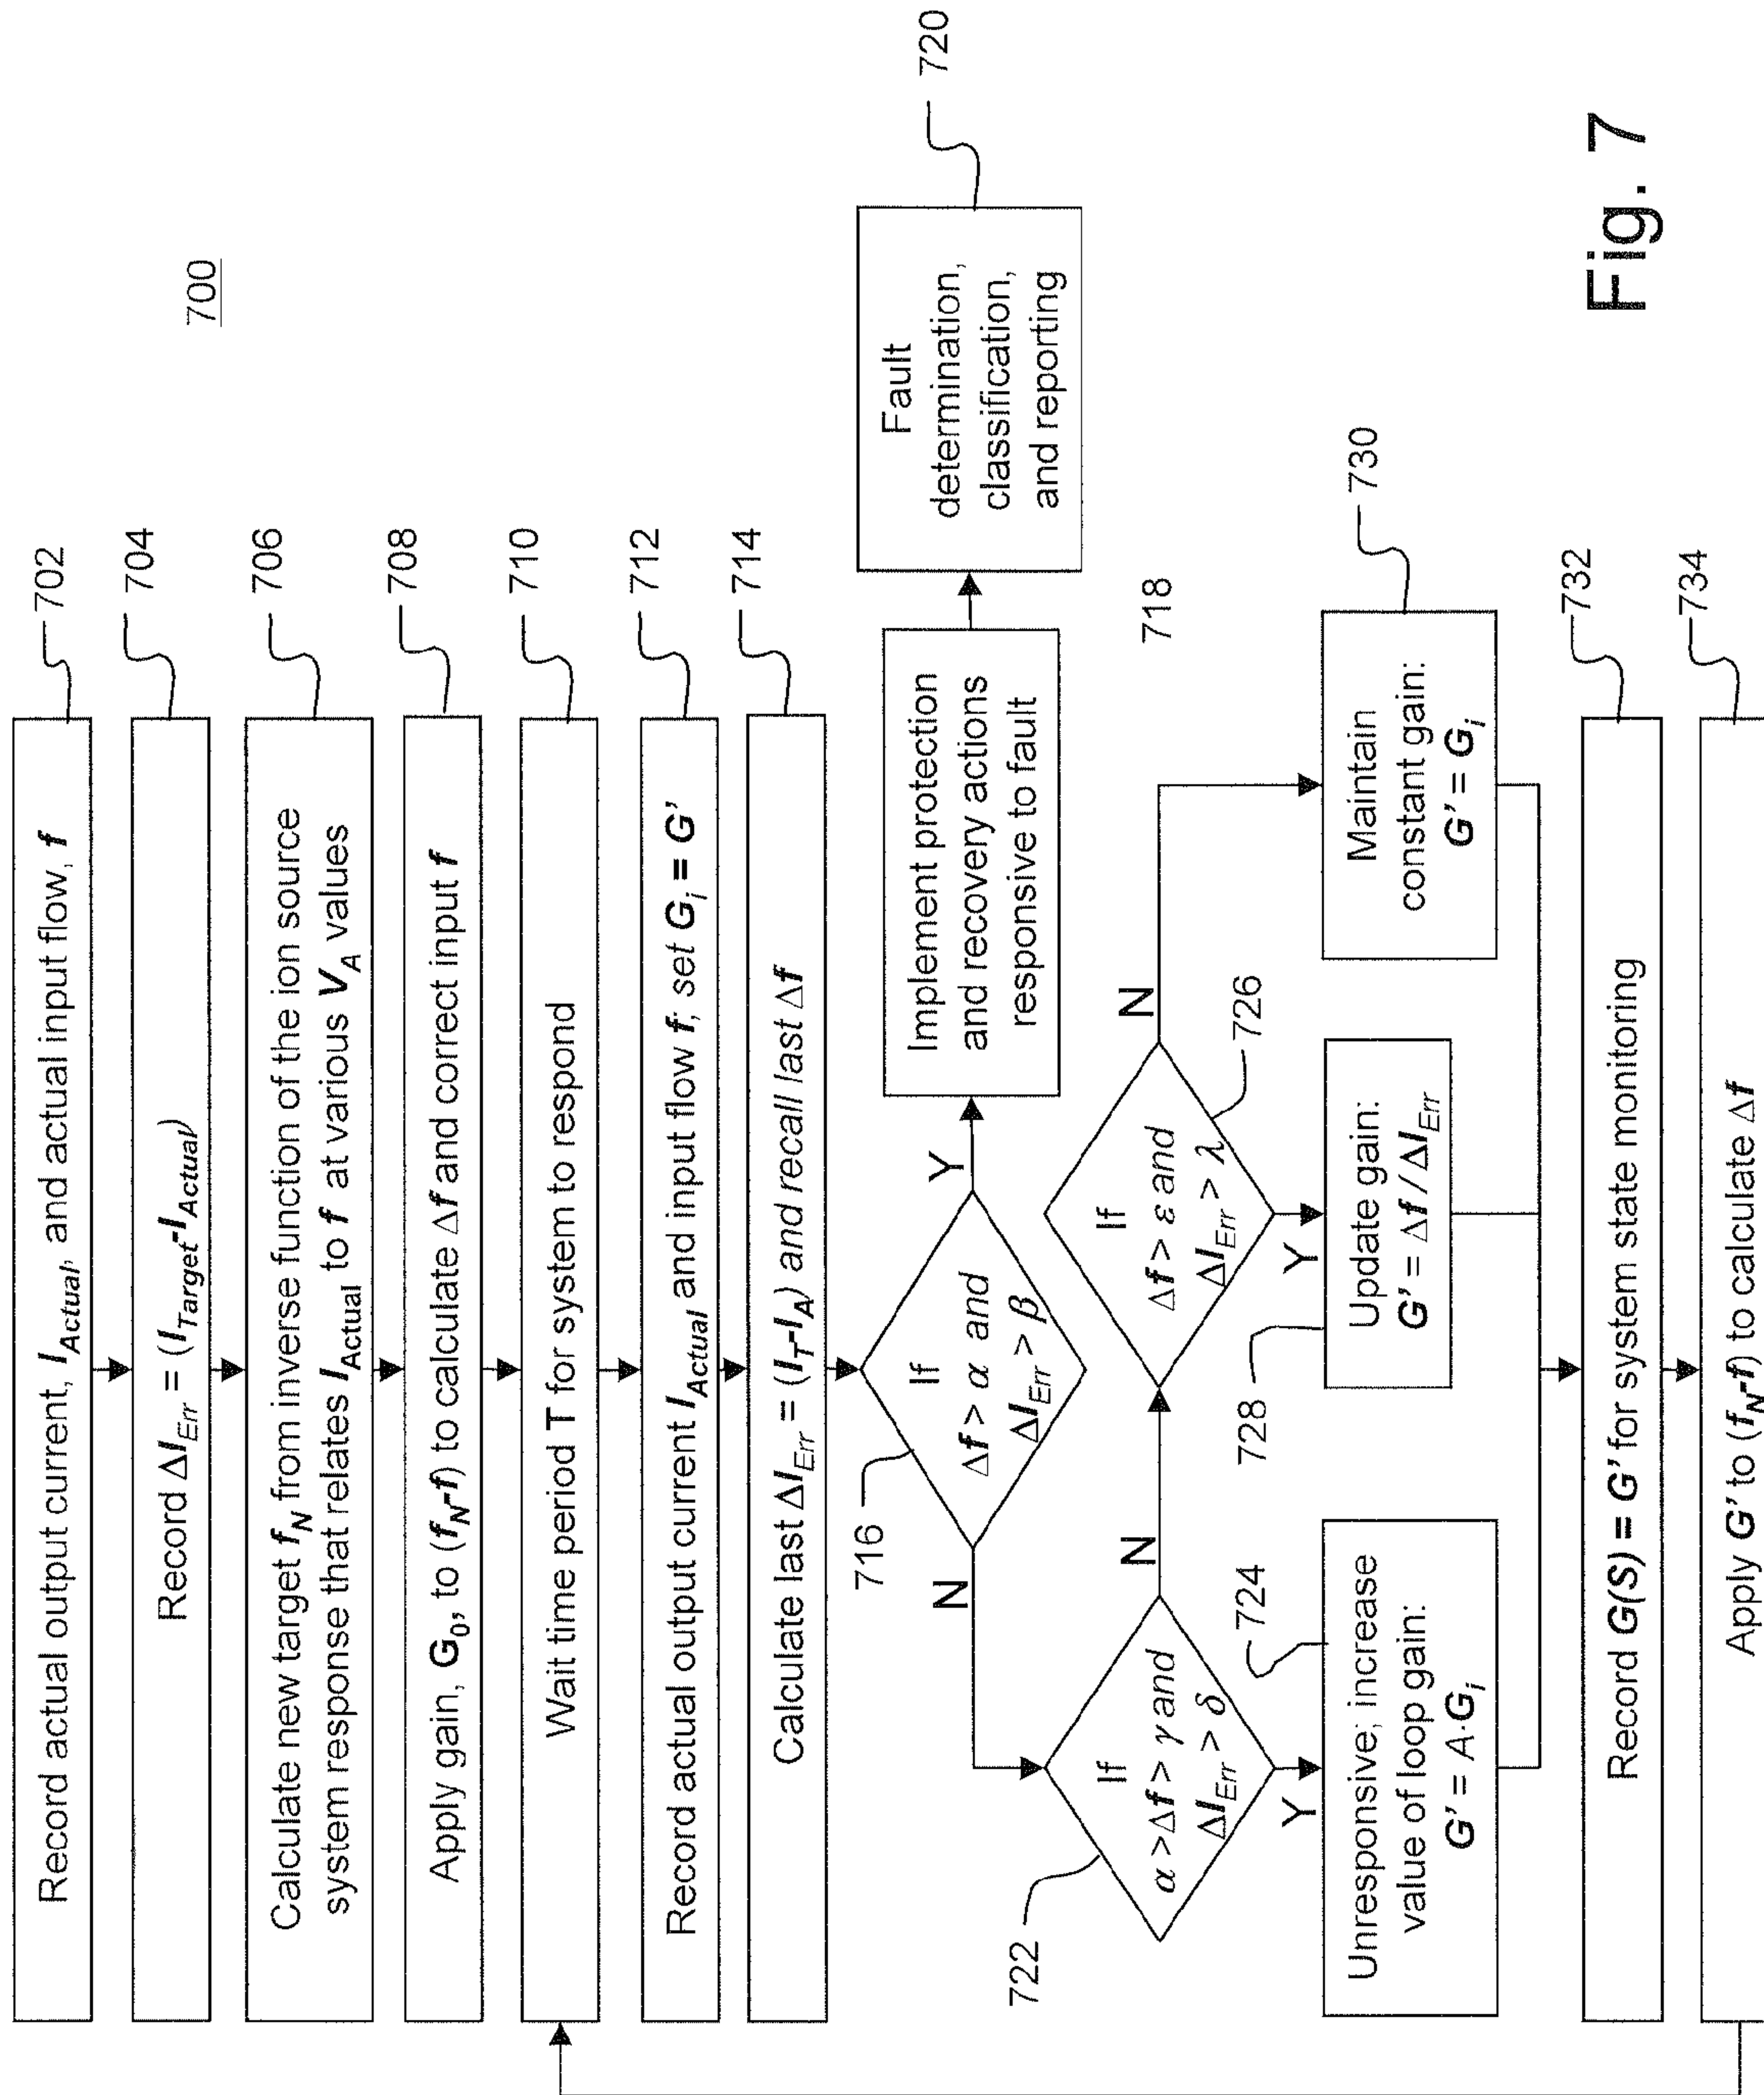 700
Record actual output current, I_Actual, and actual input flow, f
702
Record ΔI_Err = (I_Target-I_Actual)
704
Calculate new target f_N from inverse function of the ion source
system response that relates I_Actual to f at various V_A values
706
Apply gain, G_0, to (f_N-f) to calculate Δf and correct input f
708
Wait time period T for system to respond
710
Record actual output current I_Actual and input flow f; set G_i = G'
712
Calculate last ΔI_Err = (I_T-I_A) and recall last Δf
714
716
If
Δf > α and
ΔI_Err > β
Y
N
Implement protection
and recovery actions
responsive to fault
718
Fault
determination,
classification,
and reporting
720
722
If
α > Δf > γ and
ΔI_Err > δ
N
Y
If
Δf > ε and
ΔI_Err > λ
726
N
Y
724
Unresponsive; increase
value of loop gain:
G' = A·G_i
728
Update gain:
G' = Δf / ΔI_Err
Maintain
constant gain:
G' = G_i
730
Record G(S) = G' for system state monitoring
732
Apply G' to (f_N-f) to calculate Δf
734
Fig. 7